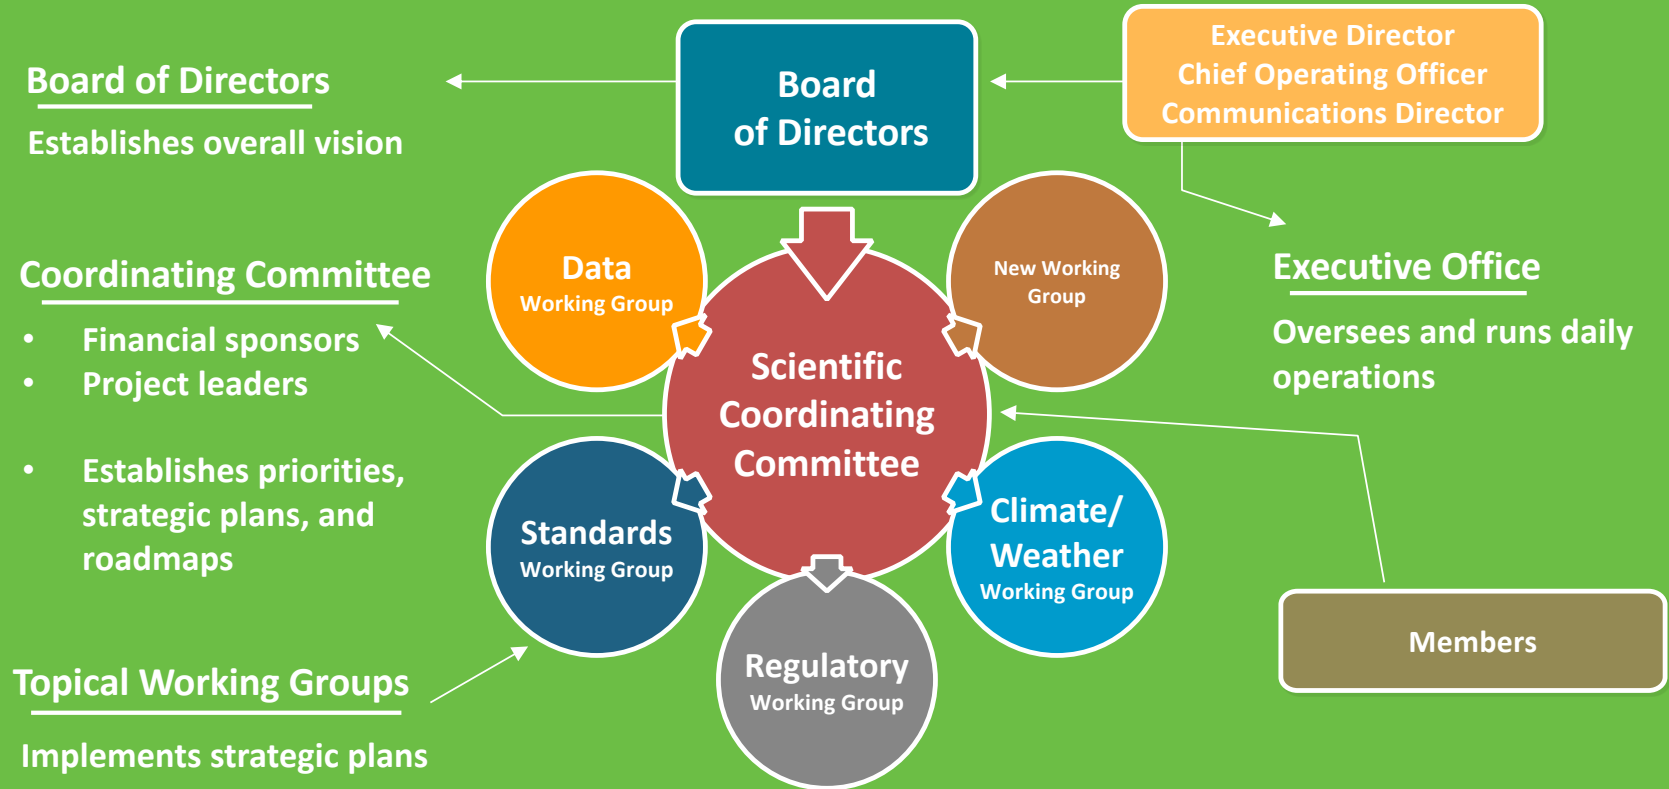 Board of Directors
Establishes overall vision
Board
of Directors
Executive Director
Chief Operating Officer
Communications Director
Coordinating Committee
• Financial sponsors
• Project leaders
• Establishes priorities,
strategic plans, and
roadmaps
Data
Working Group
New Working
Group
Scientific
Coordinating
Committee
Executive Office
Oversees and runs daily
operations
Standards
Working Group
Climate/
Weather
Working Group
Regulatory
Working Group
Members
Topical Working Groups
Implements strategic plans